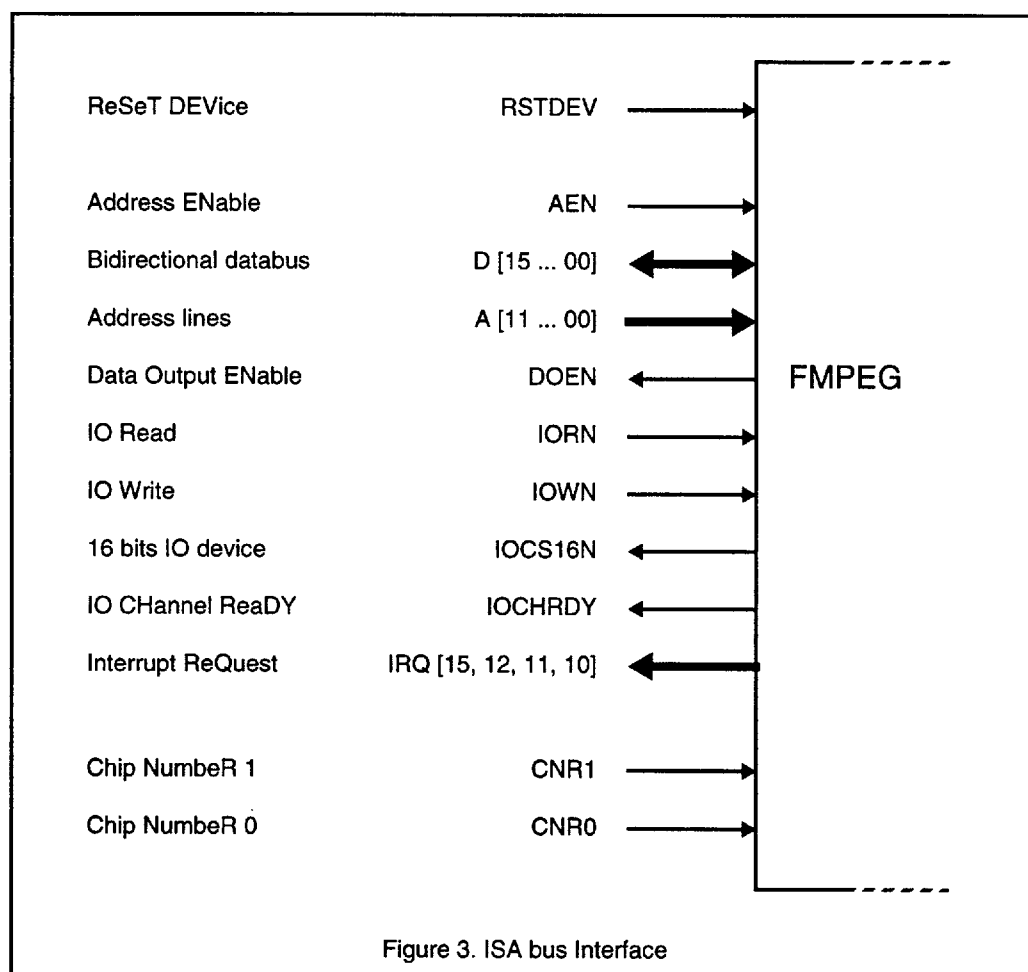 ReSeT DEVice RSTDEV
Address ENable AEN
Bidirectional databus D [15 ... 00]
Address lines A [11 ... 00]
Data Output ENable DOEN
FMPEG
IO Read IORN
IO Write IOWN
16 bits IO device IOCS16N
IO CHannel ReaDY IOCHRDY
Interrupt ReQuest IRQ [15, 12, 11, 10]
Chip NumbeR 1 CNR1
Chip NumbeR 0 CNR0
Figure 3. ISA bus Interface